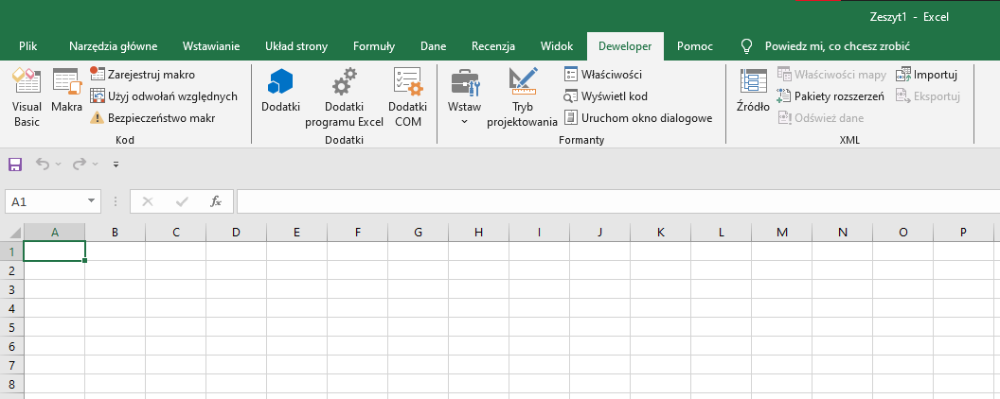 Zeszyt1 - Excel
Plik Narzędzia główne Wstawianie Układ strony Formuły Dane Recenzja Widok Deweloper Pomoc Powiedz mi, co chcesz zrobić
Visual Basic
Makra
Zarejestruj makro
Użyj odwołań względnych
Bezpieczeństwo makr
Kod
Dodatki
Dodatki programu Excel
Dodatki COM
Dodatki
Wstaw
Tryb projektowania
Właściwości
Wyświetl kod
Uruchom okno dialogowe
Formanty
Źródło
Właściwości mapy
Pakiety rozszerzeń
Odśwież dane
Importuj
Eksportuj
XML
A1 fx
A B C D E F G H I J K L M N O P
1
2
3
4
5
6
7
8